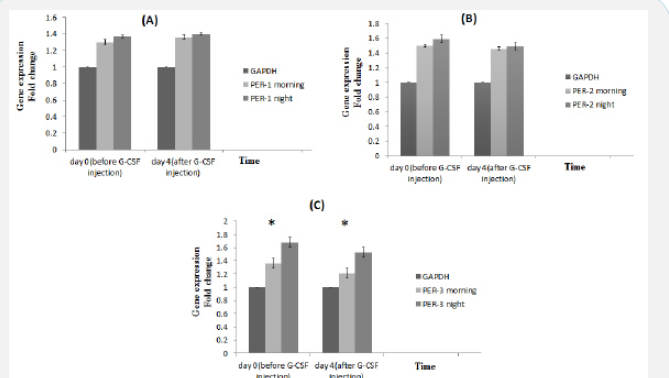 (A)
1.6
1.4
1.2
1
0.8
0.6
0.4
0.2
0
Gene expression
Fold change
GAPDH
PER-1 morning
PER-1 night
day 0(before G-CSF
injection)
day 4(after G-CSF
injection)
Time
(B)
1.8
1.6
1.4
1.2
1
0.8
0.6
0.4
0.2
0
Gene expression
Fold change
GAPDH
PER-2 morning
PER-2 night
day 0(before G-CSF
injection)
day 4(after G-CSF
injection)
Time
(C)
2
1.8
1.6
1.4
1.2
1
0.8
0.6
0.4
0.2
0
Gene expression
Fold change
*
*
GAPDH
PER-3 morning
PER-3 night
day 0(before G-CSF
injection)
day 4(after G-CSF
injection)
Time